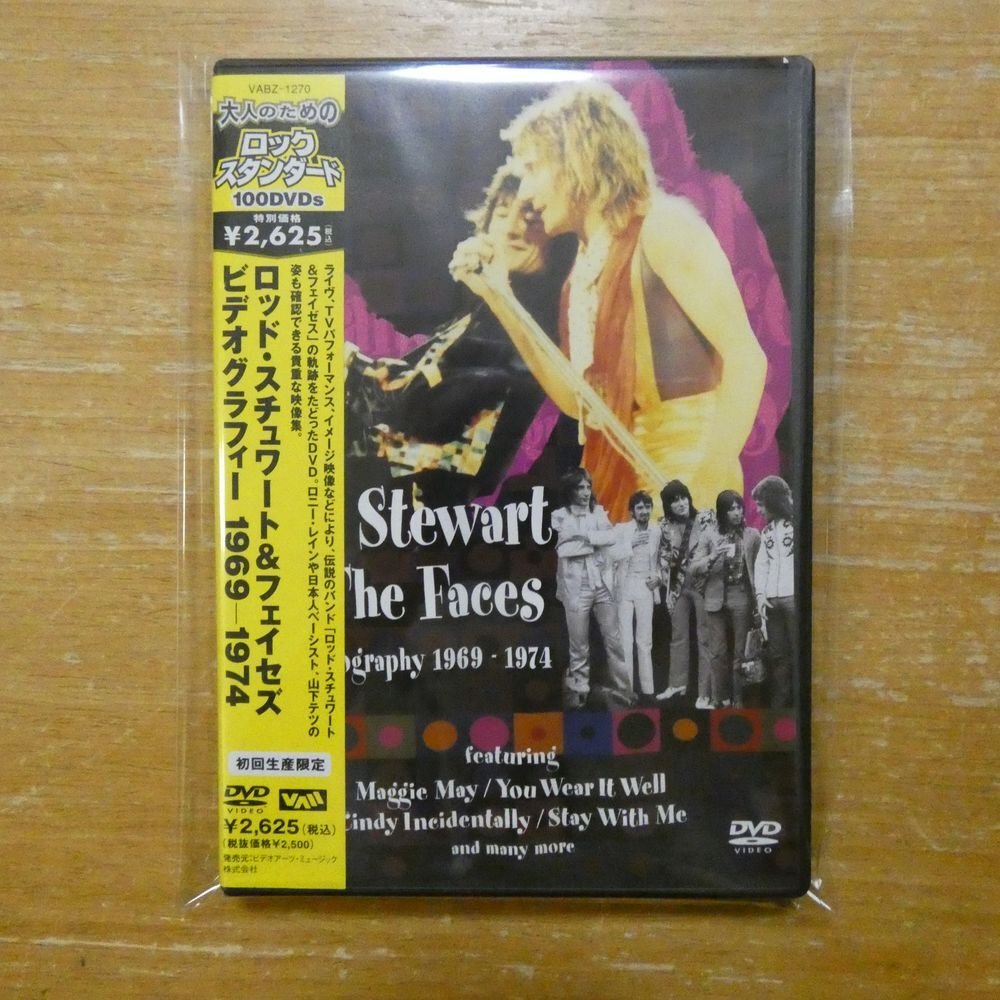 VABZ-1270
大人のための
ロック
スタンダード
100DVDs
特別価格
¥2,625(税込)
ロッド・スチュワート&フェイセズ
ビデオグラフィー 1969―1974
ライヴ、TVパフォーマンス、イメージ映像などにより、伝説のバンド「ロッド・スチュワート
&フェイセス」の軌跡をたどったDVD。ロニー・レインや日本人ベーシスト、山下テツの
姿も確認できる貴重な映像集。
初回生産限定
DVD
VIDEO
VAM
¥2,625(税込)
(税抜価格¥2,500)
発売元:ビデオアーツ・ミュージック
株式会社
Stewart
The Faces
ography 1969 - 1974
featuring
Maggie May / You Wear It Well
Cindy Incidentally / Stay With Me
and many more
DVD
VIDEO